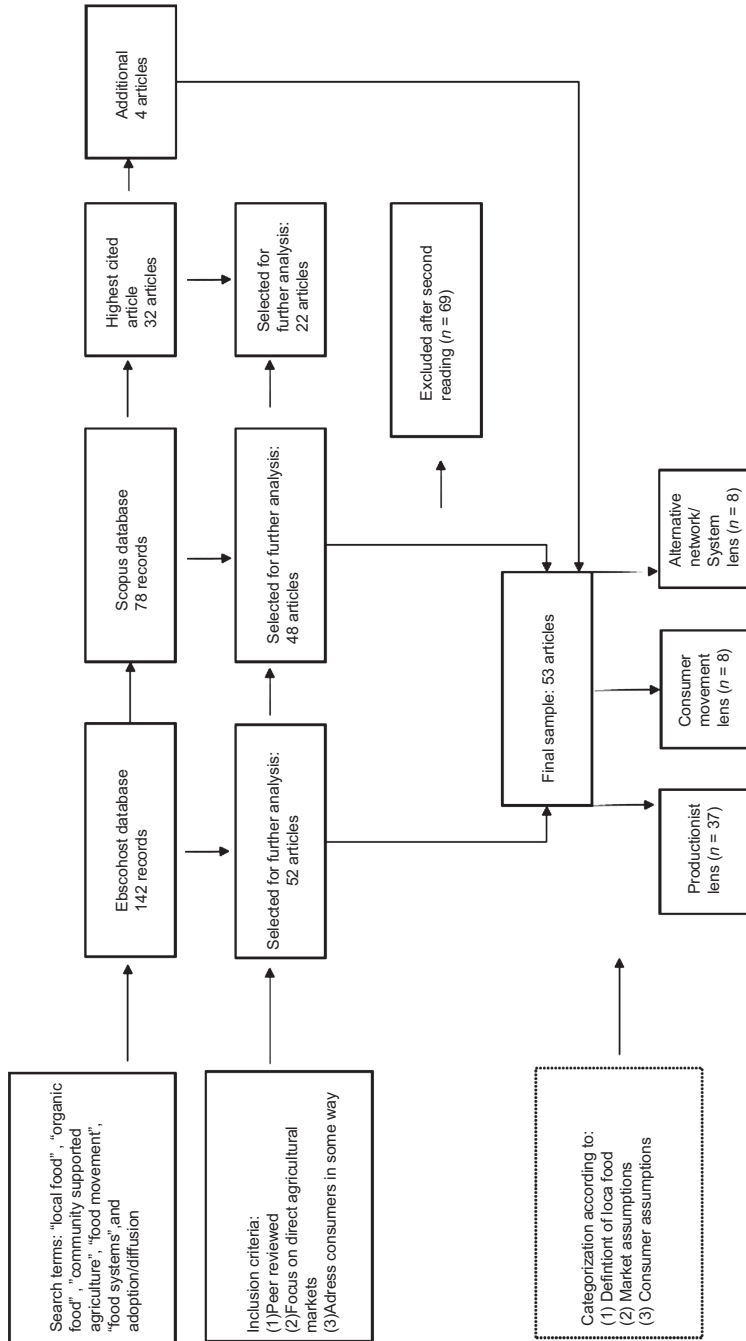 Search terms: “local food” , “organic
food” , ”community supported
agriculture”, “food movement”,
“food systems”,and
adoption/diffusion
Ebscohost database
142 records
Scopus database
78 records
Highest cited
article
32 articles
Additional
4 articles
Inclusion criteria:
(1)Peer reviewed
(2)Focus on direct agricultural
markets
(3)Adress consumers in some way
Selected for further analysis:
52 articles
Selected for further analysis:
48 articles
Selected for
further analysis:
22 articles
Excluded after second
reading (n = 69)
Final sample: 53 articles
Categorization according to:
(1) Defintiont of loca food
(2) Market assumptions
(3) Consumer assumptions
Productionist
lens (n = 37)
Consumer
movement
lens (n = 8)
Alternative
network/
System
lens (n = 8)